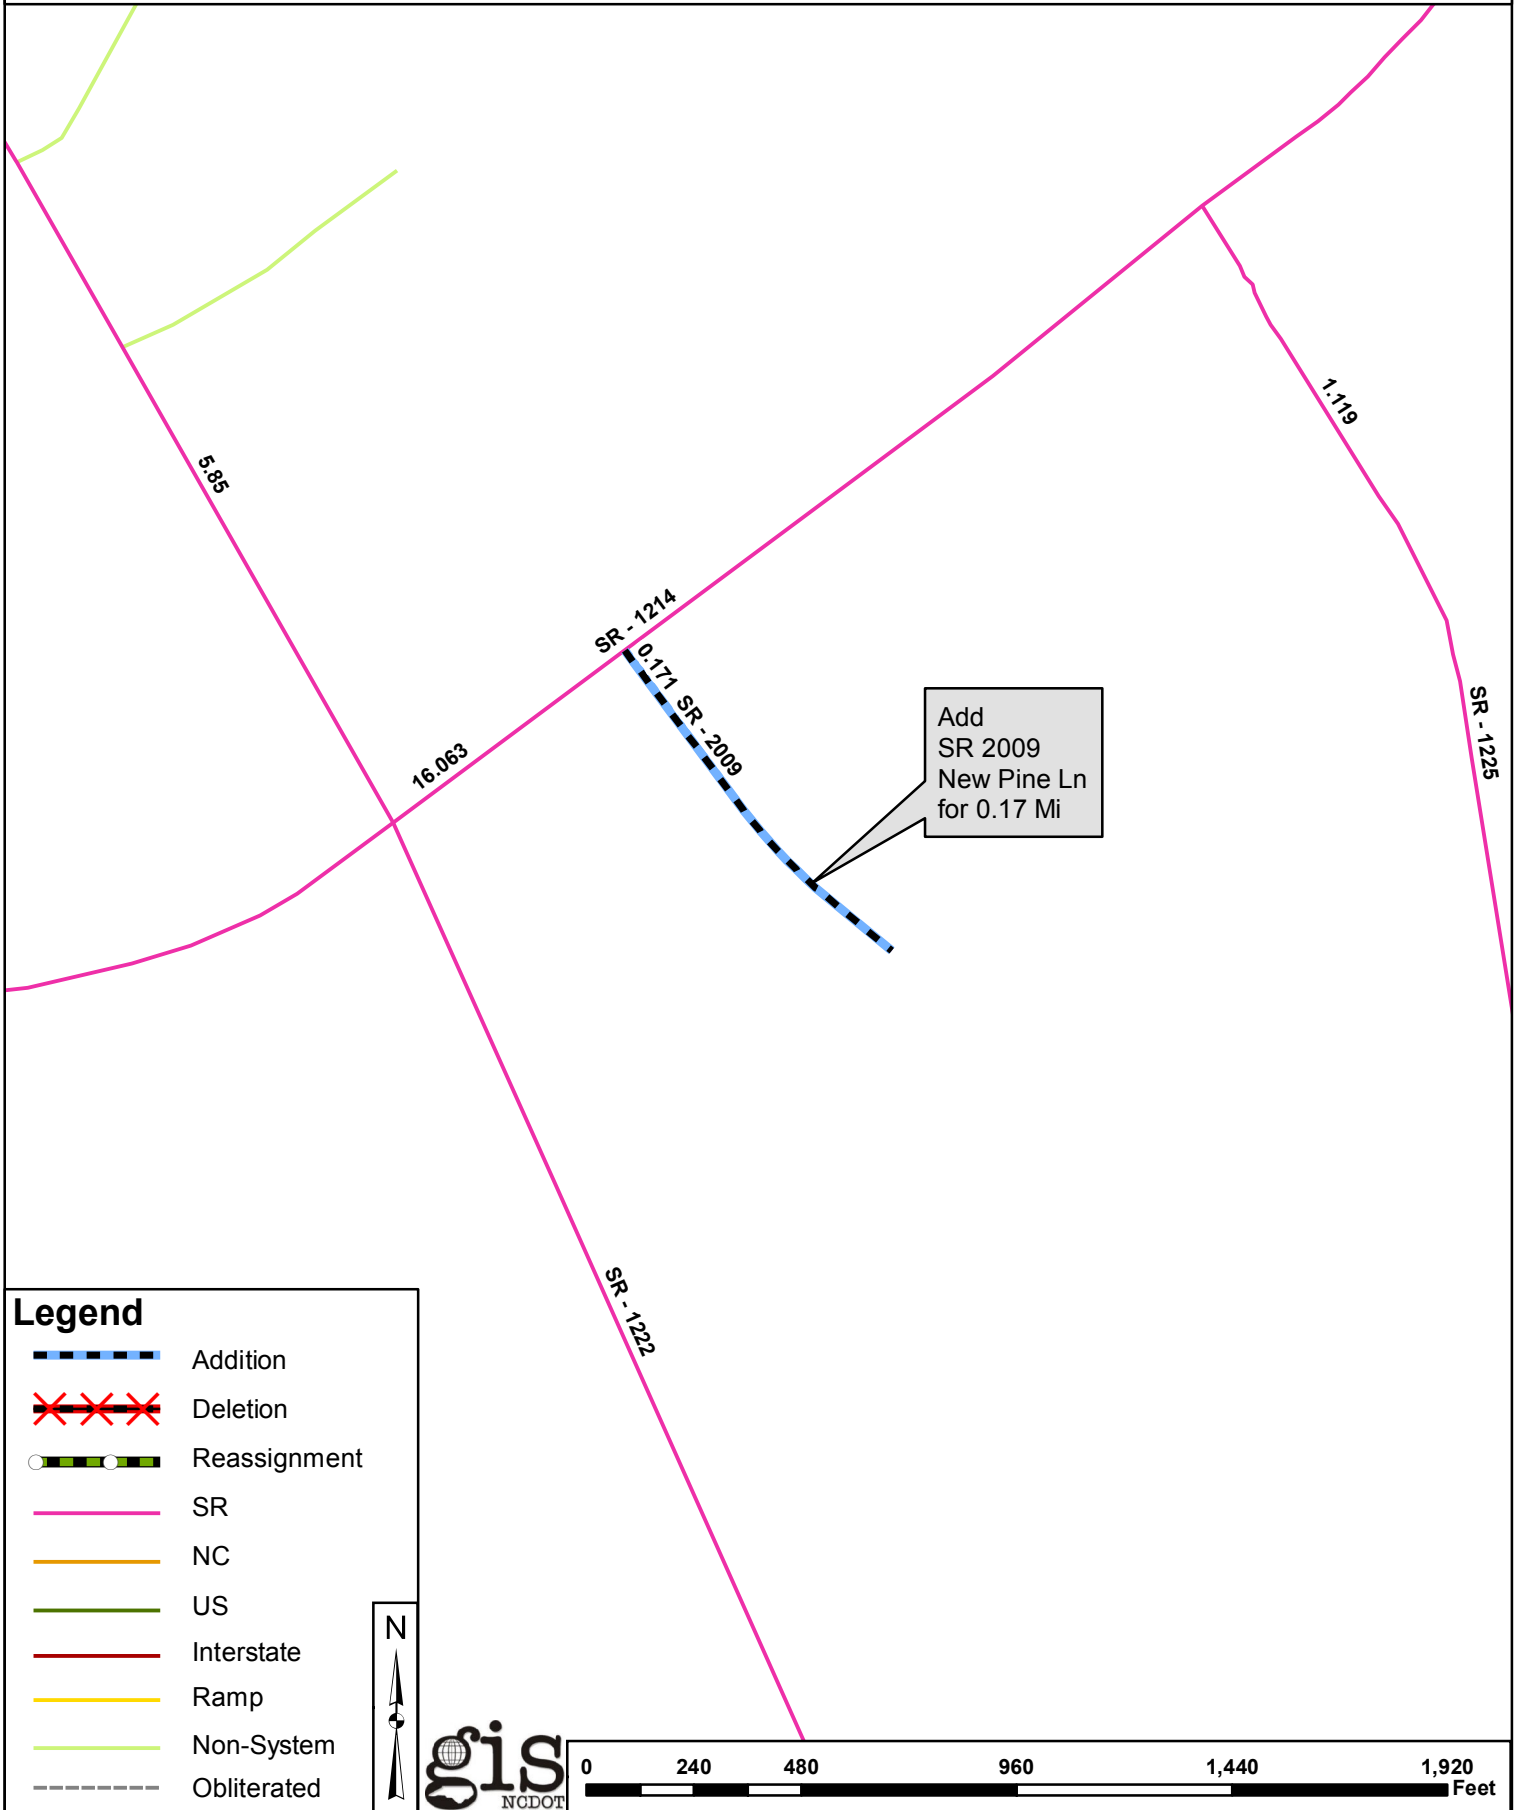 1.119
5.85
SR - 1214
0.171 SR - 2009
Add
SR 2009
New Pine Ln
for 0.17 Mi
SR - 1225
16.063
SR - 1222
Legend
Addition
Deletion
Reassignment
SR
NC
US
Interstate
Ramp
Non-System
Obliterated
N
gis
NCDOT
0 240 480 960 1,440 1,920
Feet